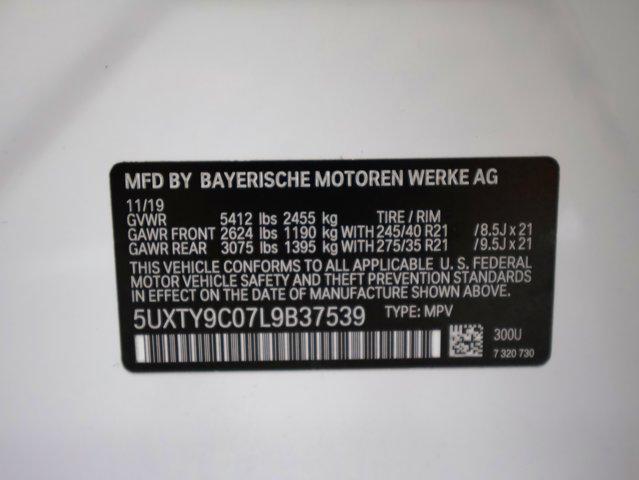 MFD BY BAYERISCHE MOTOREN WERKE AG
11/19
GVWR 5412 lbs 2455 kg TIRE / RIM
GAWR FRONT 2624 lbs 1190 kg WITH 245/40 R21 /8.5J x 21
GAWR REAR 3075 lbs 1395 kg WITH 275/35 R21 /9.5J x 21
THIS VEHICLE CONFORMS TO ALL APPLICABLE U. S. FEDERAL
MOTOR VEHICLE SAFETY AND THEFT PREVENTION STANDARDS
IN EFFECT ON THE DATE OF MANUFACTURE SHOWN ABOVE.
5UXTY9C07L9B37539 TYPE: MPV
300U
7 320 730